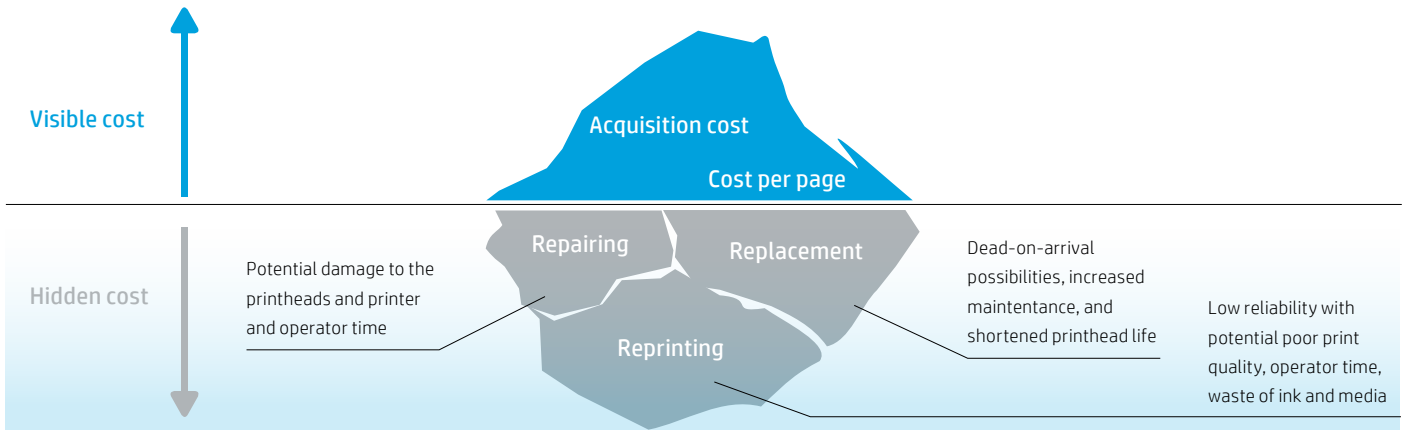 Visible cost
Acquisition cost
Cost per page
Hidden cost
Repairing
Replacement
Reprinting
Potential damage to the
printheads and printer
and operator time
Dead-on-arrival
possibilities, increased
maintentance, and
shortened printhead life
Low reliability with
potential poor print
quality, operator time,
waste of ink and media